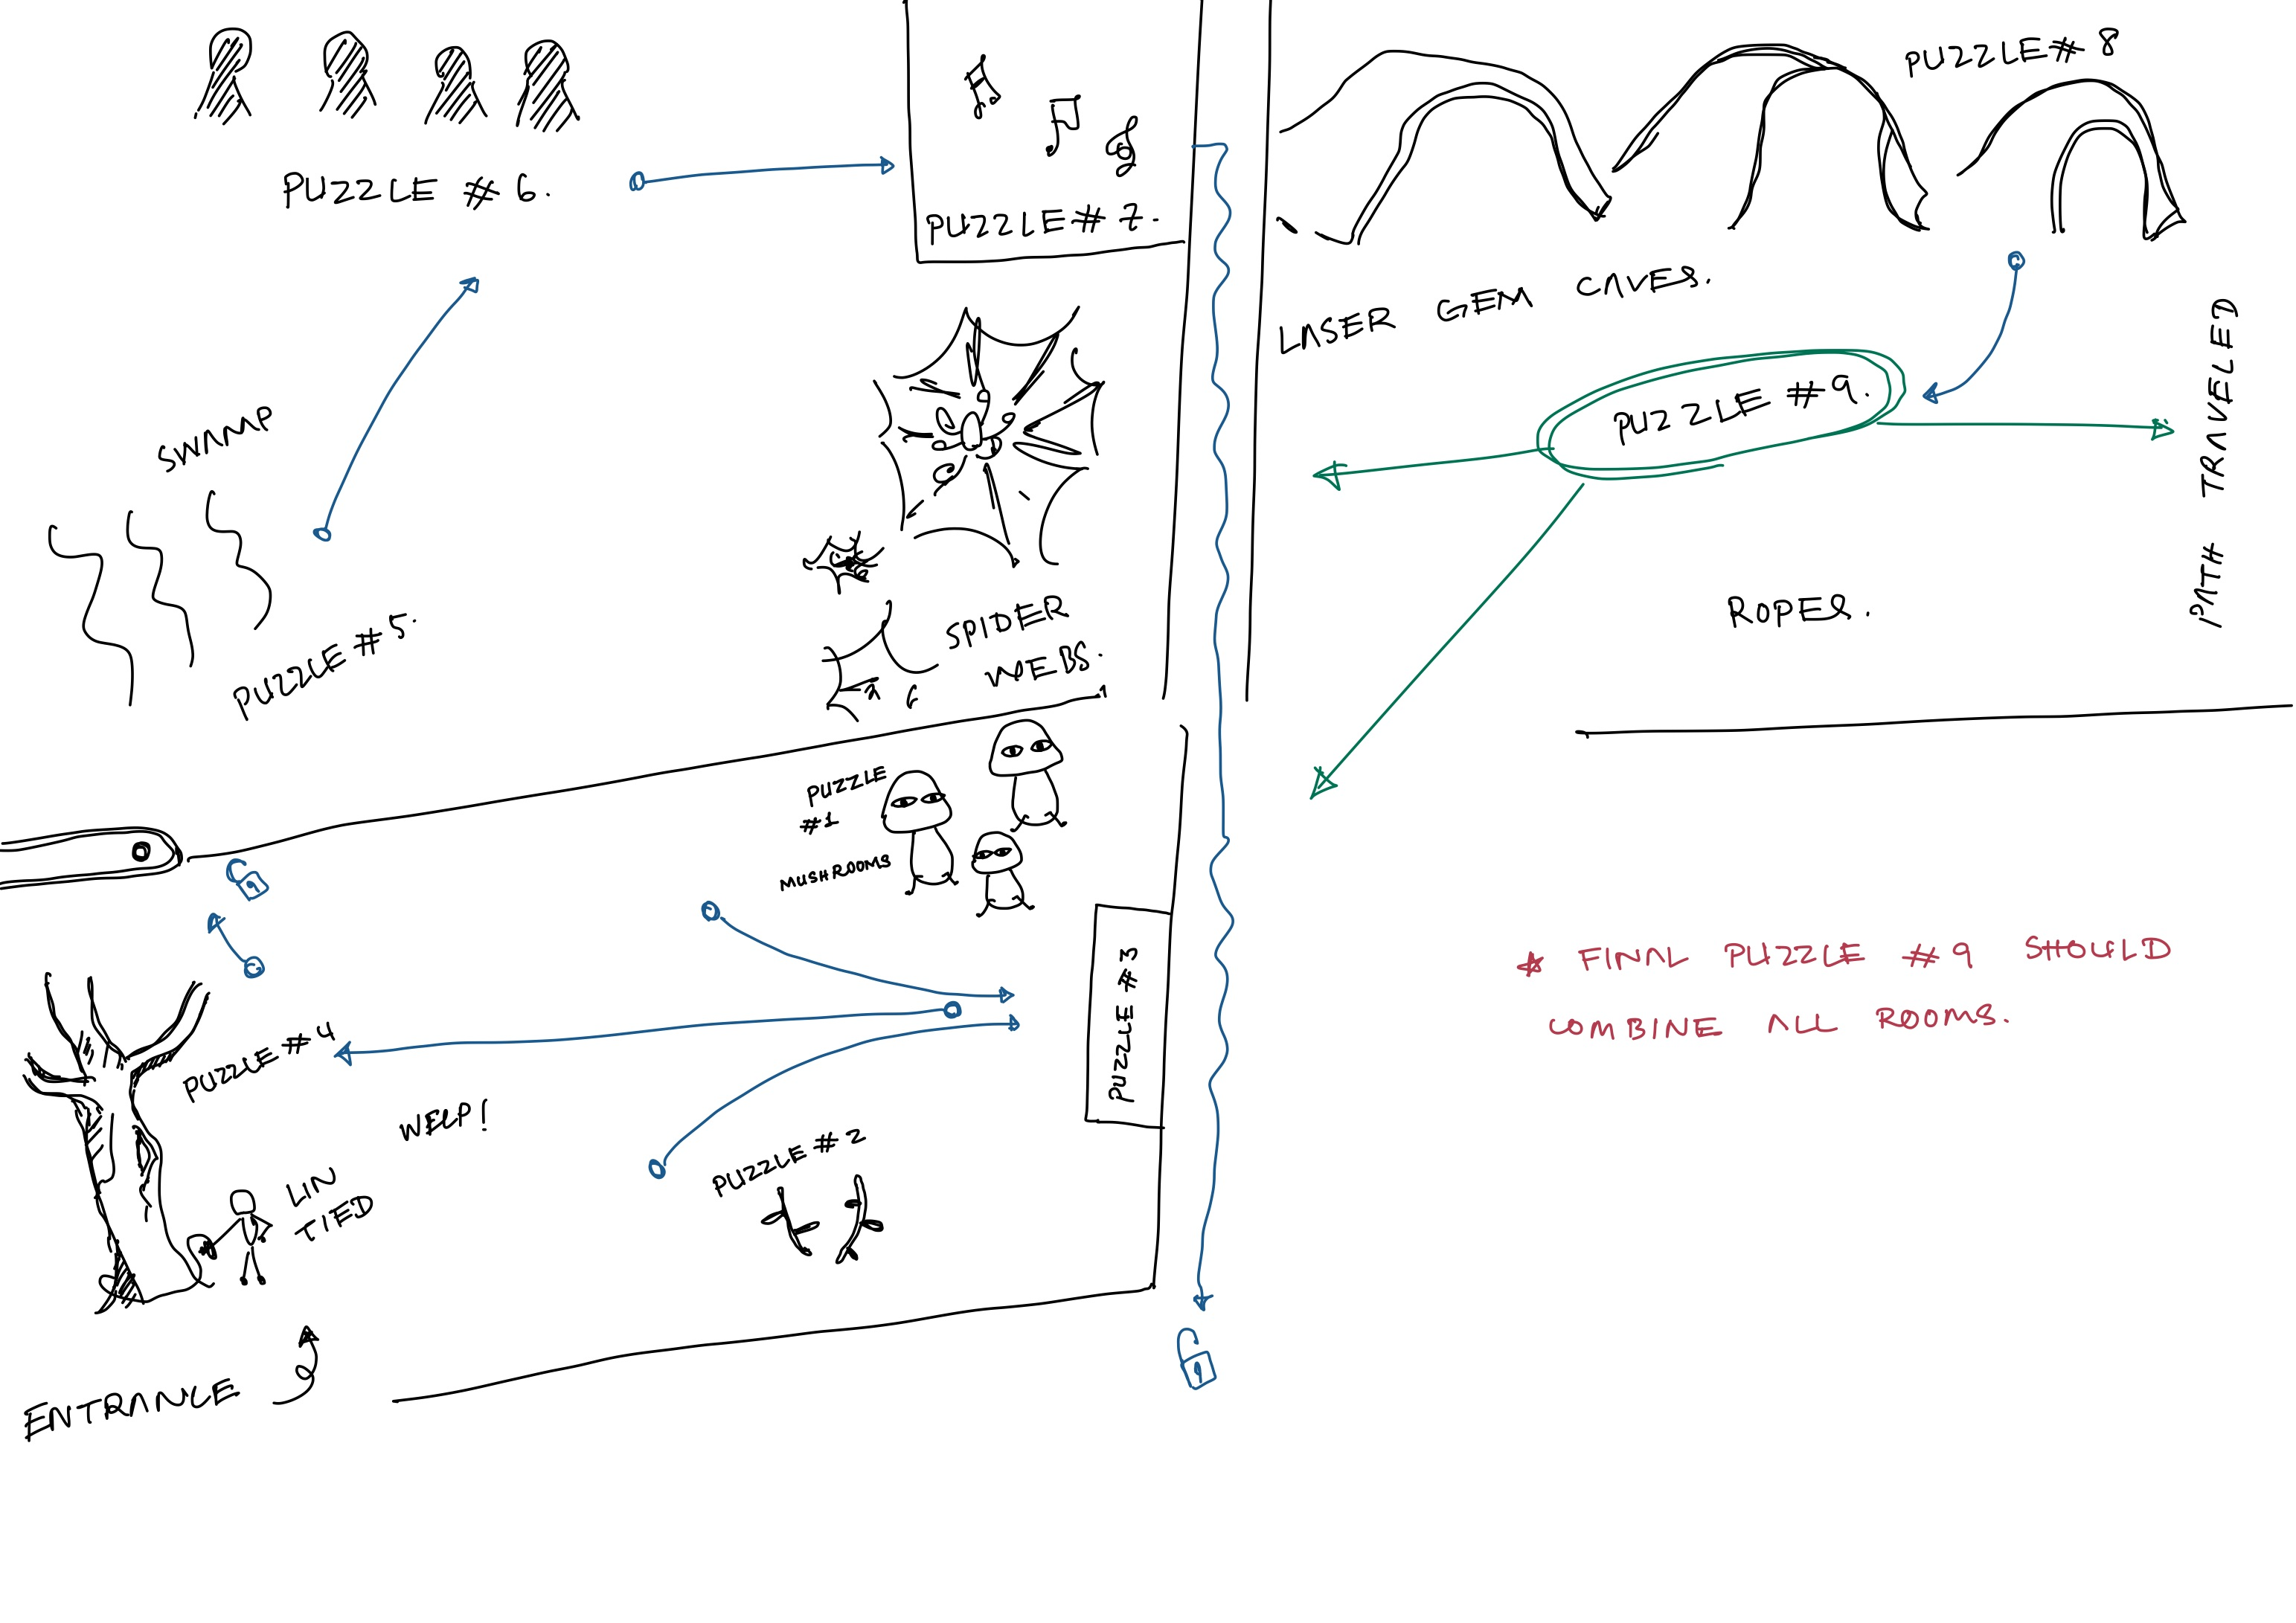 PUZZLE # 6.
PUZZLE # 7.
PUZZLE # 8
LASER GEM CAVES.
PUZZLE # 9.
PATH TRAVELED
ROPES.
SWAMP
PUZZLE # 5.
SPIDER
WEBS.
PUZZLE
#1
MUSHROOMS
PUZZLE #3
PUZZLE # 4
HELP!
LIN
TIED
PUZZLE # 2
ENTRANCE
★ FINAL PUZZLE # 9 SHOULD
COMBINE ALL ROOMS.